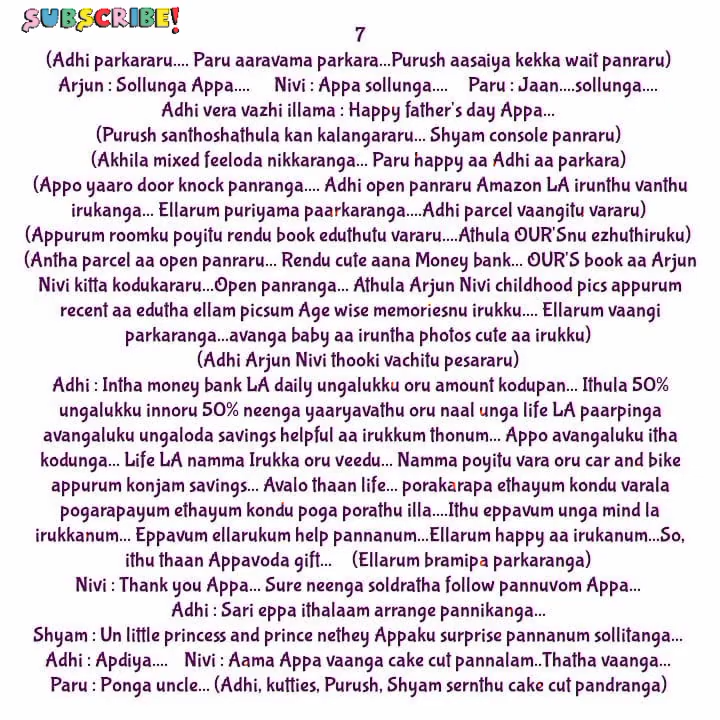 SUBSCRIBE!
7
(Adhi parkararu.... Paru aaravama parkara...Purush aasaiya kekka wait panraru)
Arjun : Sollunga Appa.... Nivi : Appa sollunga.... Paru : Jaan....sollunga....
Adhi vera vazhi illama : Happy father's day Appa...
(Purush santhoshathula kan kalangararu... Shyam console panraru)
(Akhila mixed feeloda nikkaranga... Paru happy aa Adhi aa parkara)
(Appo yaaro door knock panranga.... Adhi open panraru Amazon LA irunthu vanthu
irukanga... Ellarum puriyama paarkaranga....Adhi parcel vaangitu vararu)
(Appurum roomku poyitu rendu book eduthutu vararu....Athula OUR'Snu ezhuthiruku)
(Antha parcel aa open panraru... Rendu cute aana Money bank... OUR'S book aa Arjun
Nivi kitta kodukararu...Open panranga... Athula Arjun Nivi childhood pics appurum
recent aa edutha ellam picsum Age wise memoriesnu irukku.... Ellarum vaangi
parkaranga...avanga baby aa iruntha photos cute aa irukku)
(Adhi Arjun Nivi thooki vachitu pesararu)
Adhi : Intha money bank LA daily ungalukku oru amount kodupan... Ithula 50%
ungalukku innoru 50% neenga yaaryavathu oru naal unga life LA paarpinga
avangaluku ungaloda savings helpful aa irukkum thonum... Appo avangaluku itha
kodunga... Life LA namma Irukka oru veedu... Namma poyitu vara oru car and bike
appurum konjam savings... Avalo thaan life... porakarapa ethayum kondu varala
pogarapayum ethayum kondu poga porathu illa....Ithu eppavum unga mind la
irukkanum... Eppavum ellarukum help pannanum...Ellarum happy aa irukanum...So,
ithu thaan Appavoda gift... (Ellarum bramipa parkaranga)
Nivi : Thank you Appa... Sure neenga soldratha follow pannuvom Appa...
Adhi : Sari eppa ithalaam arrange pannikanga...
Shyam : Un little princess and prince nethey Appaku surprise pannanum sollitanga...
Adhi : Apdiya.... Nivi : Aama Appa vaanga cake cut pannalam..Thatha vaanga...
Paru : Ponga uncle... (Adhi, kutties, Purush, Shyam sernthu cake cut pandranga)